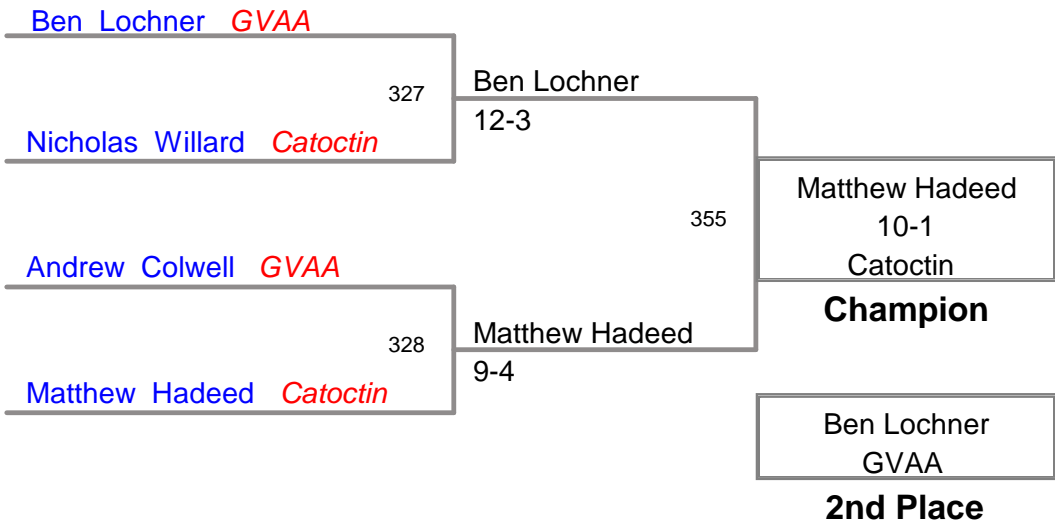 Ben Lochner GVAA
327
Ben Lochner
12-3
Nicholas Willard Catoctin
Matthew Hadeed
10-1
Catoctin
355
Champion
Andrew Colwell GVAA
328
Matthew Hadeed
9-4
Matthew Hadeed Catoctin
Ben Lochner
GVAA
2nd Place